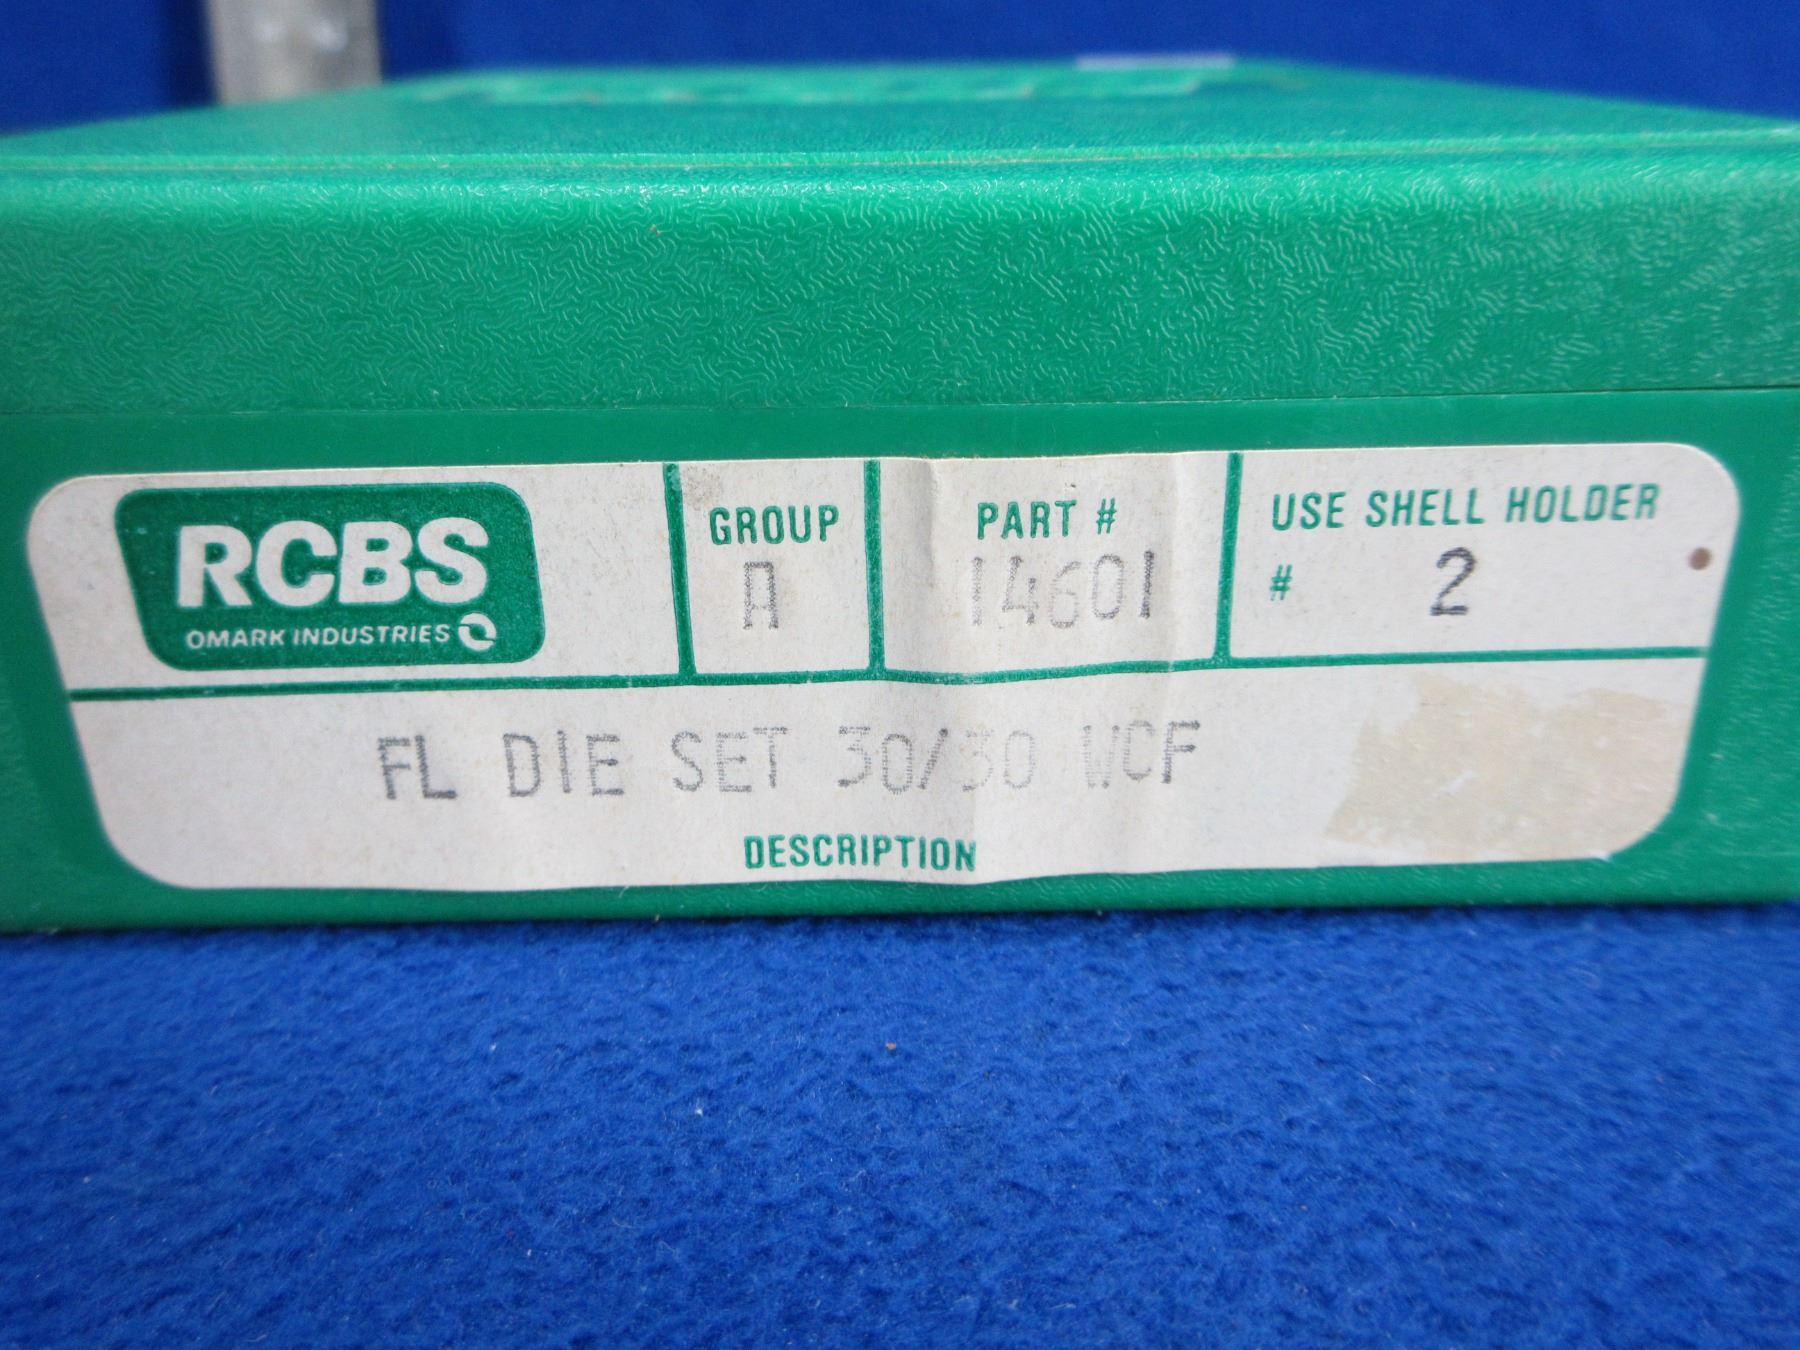 RCBS
OMARK INDUSTRIES
GROUP
A
PART #
14601
USE SHELL HOLDER
# 2
FL DIE SET 30/30 WCF
DESCRIPTION